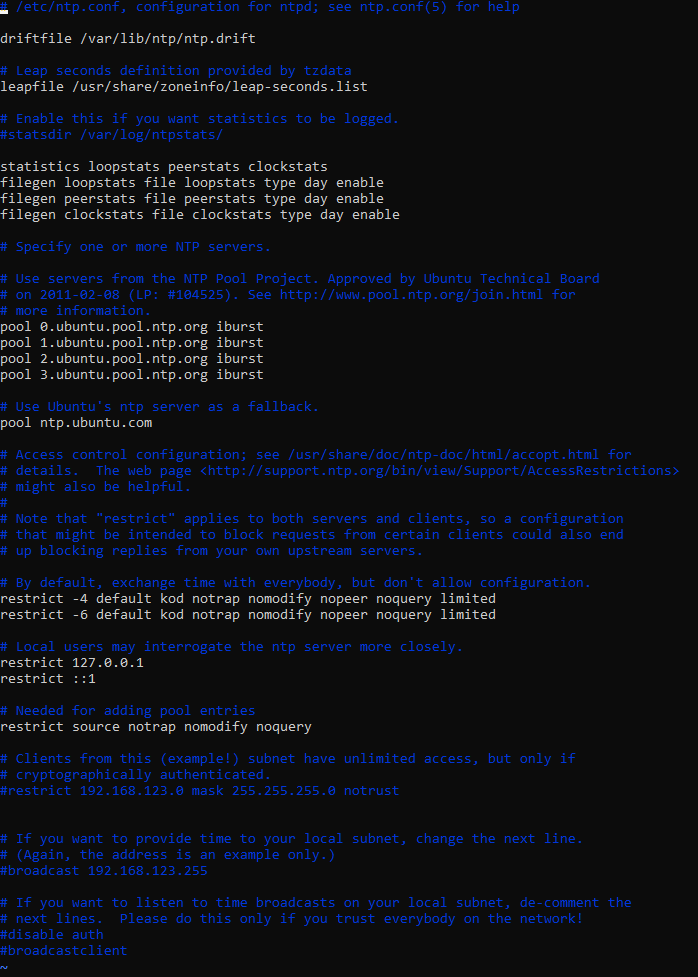 # /etc/ntp.conf, configuration for ntpd; see ntp.conf(5) for help
driftfile /var/lib/ntp/ntp.drift
# Leap seconds definition provided by tzdata
leapfile /usr/share/zoneinfo/leap-seconds.list
# Enable this if you want statistics to be logged.
#statsdir /var/log/ntpstats/
statistics loopstats peerstats clockstats
filegen loopstats file loopstats type day enable
filegen peerstats file peerstats type day enable
filegen clockstats file clockstats type day enable
# Specify one or more NTP servers.
# Use servers from the NTP Pool Project. Approved by Ubuntu Technical Board
# on 2011-02-08 (LP: #104525). See http://www.pool.ntp.org/join.html for
# more information.
pool 0.ubuntu.pool.ntp.org iburst
pool 1.ubuntu.pool.ntp.org iburst
pool 2.ubuntu.pool.ntp.org iburst
pool 3.ubuntu.pool.ntp.org iburst
# Use Ubuntu's ntp server as a fallback.
pool ntp.ubuntu.com
# Access control configuration; see /usr/share/doc/ntp-doc/html/accopt.html for
# details.  The web page <http://support.ntp.org/bin/view/Support/AccessRestrictions>
# might also be helpful.
#
# Note that "restrict" applies to both servers and clients, so a configuration
# that might be intended to block requests from certain clients could also end
# up blocking replies from your own upstream servers.
# By default, exchange time with everybody, but don't allow configuration.
restrict -4 default kod notrap nomodify nopeer noquery limited
restrict -6 default kod notrap nomodify nopeer noquery limited
# Local users may interrogate the ntp server more closely.
restrict 127.0.0.1
restrict ::1
# Needed for adding pool entries
restrict source notrap nomodify noquery
# Clients from this (example!) subnet have unlimited access, but only if
# cryptographically authenticated.
#restrict 192.168.123.0 mask 255.255.255.0 notrust
# If you want to provide time to your local subnet, change the next line.
# (Again, the address is an example only.)
#broadcast 192.168.123.255
# If you want to listen to time broadcasts on your local subnet, de-comment the
# next lines.  Please do this only if you trust everybody on the network!
#disable auth
#broadcastclient
~